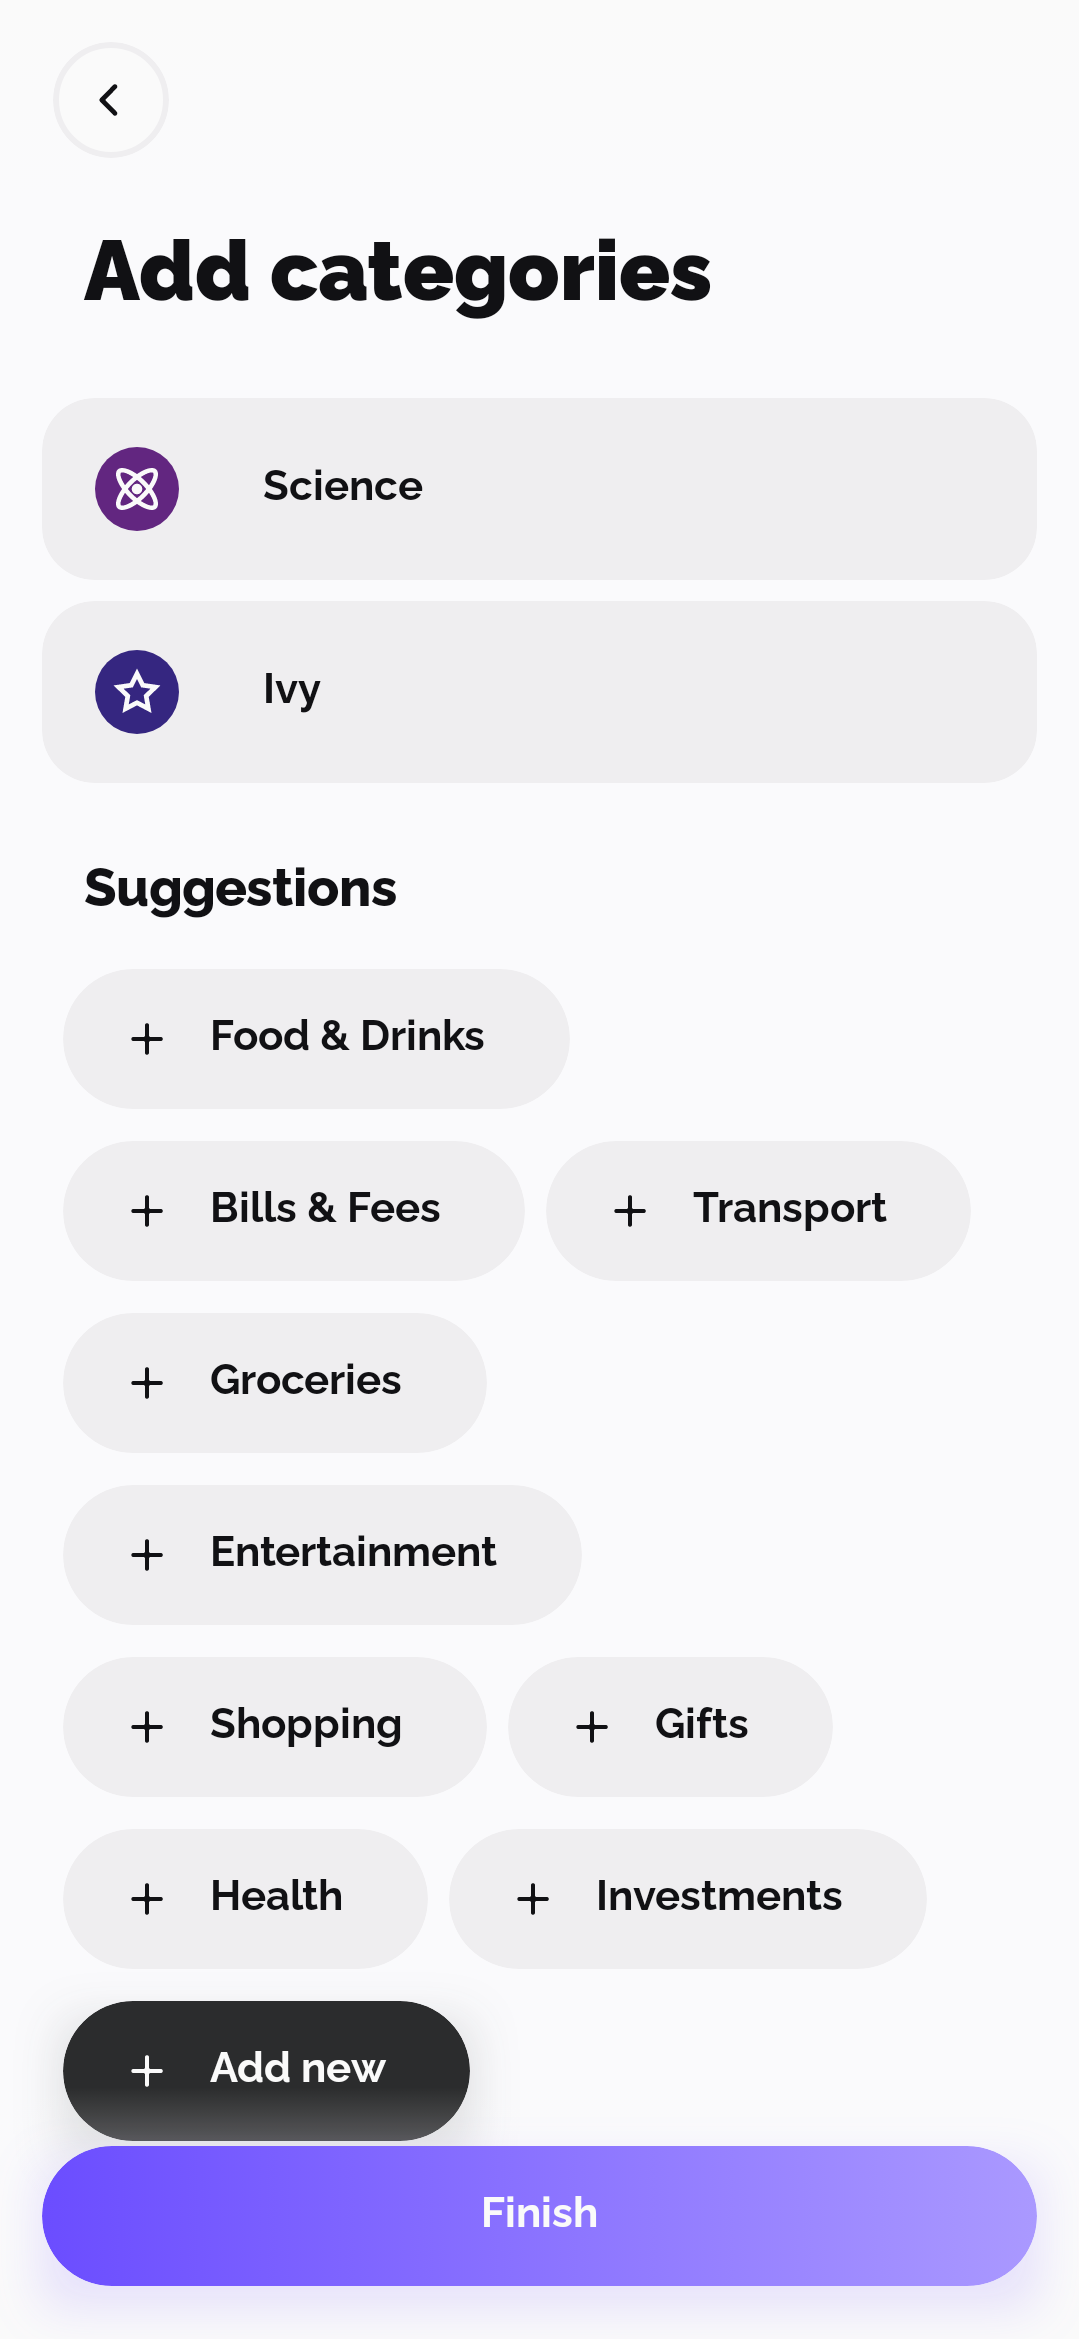 Add categories
Science
Ivy
Suggestions
Food & Drinks
Bills & Fees
Transport
Groceries
Entertainment
Shopping
Gifts
Health
Investments
Add new
Finish